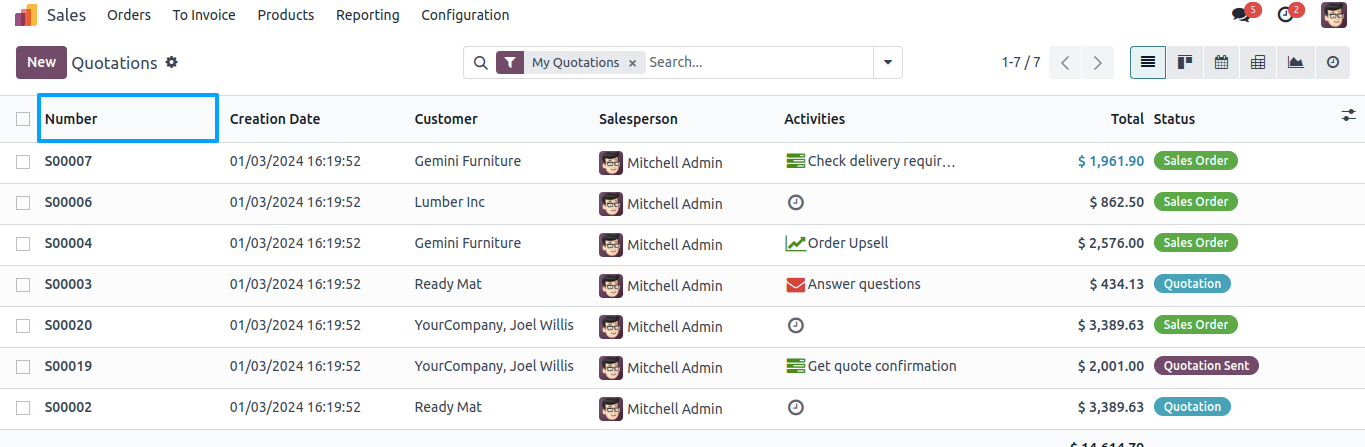 Sales Orders To Invoice Products Reporting Configuration 5 2
New Quotations My Quotations × Search... 1-7 / 7
Number Creation Date Customer Salesperson Activities Total Status
S00007 01/03/2024 16:19:52 Gemini Furniture Mitchell Admin Check delivery requir… $ 1,961.90 Sales Order
S00006 01/03/2024 16:19:52 Lumber Inc Mitchell Admin $ 862.50 Sales Order
S00004 01/03/2024 16:19:52 Gemini Furniture Mitchell Admin Order Upsell $ 2,576.00 Sales Order
S00003 01/03/2024 16:19:52 Ready Mat Mitchell Admin Answer questions $ 434.13 Quotation
S00020 01/03/2024 16:19:52 YourCompany, Joel Willis Mitchell Admin $ 3,389.63 Sales Order
S00019 01/03/2024 16:19:52 YourCompany, Joel Willis Mitchell Admin Get quote confirmation $ 2,001.00 Quotation Sent
S00002 01/03/2024 16:19:52 Ready Mat Mitchell Admin $ 3,389.63 Quotation